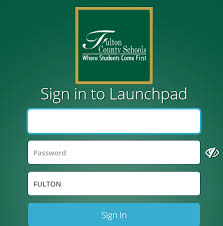 Fulton
County Schools
Where Students Come First
Sign in to Launchpad
Password
FULTON
Sign In